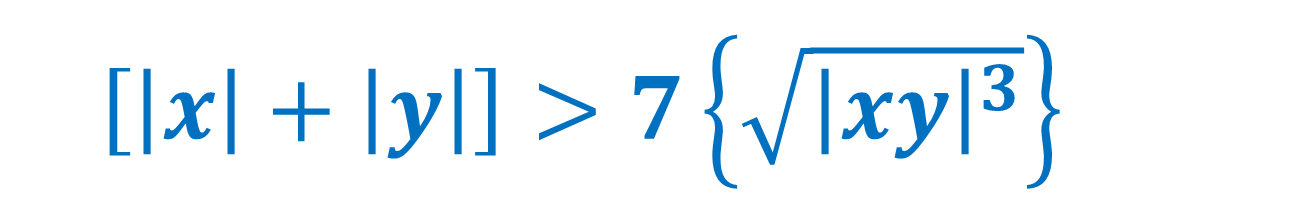 [|x| + |y|] > 7 {√|xy|³}